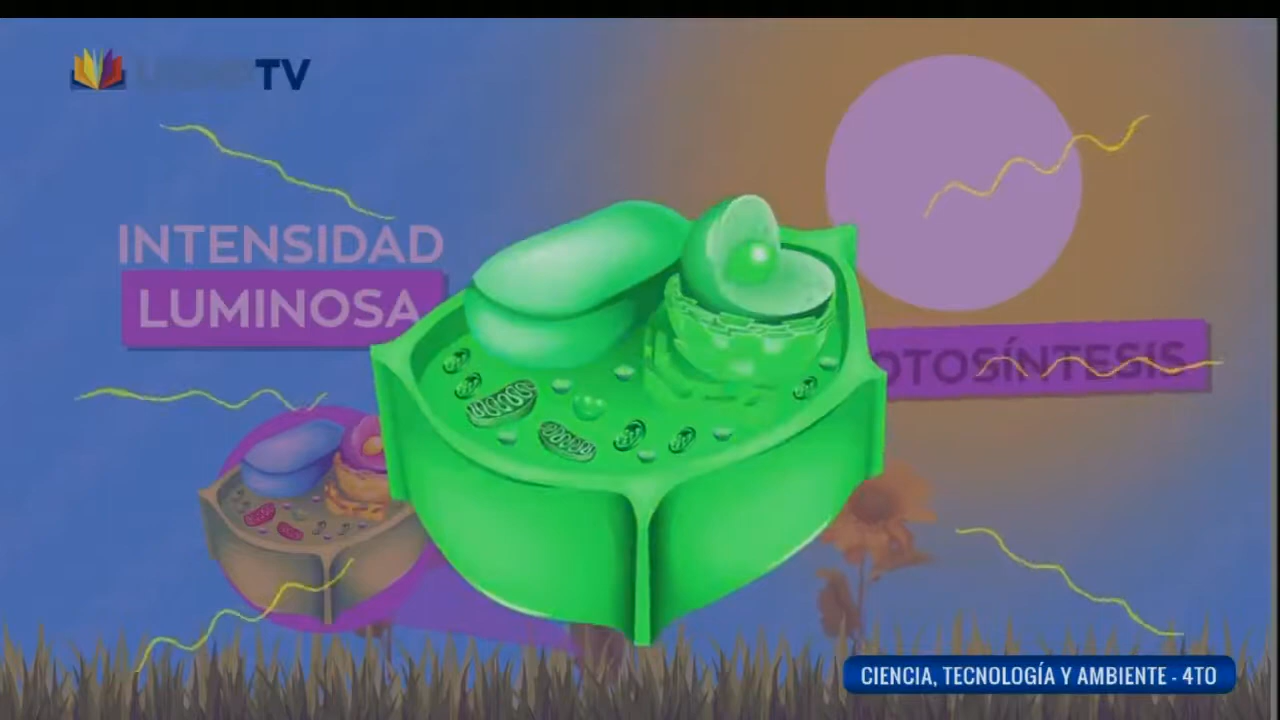 TV
INTENSIDAD
LUMINOSA
OTOSÍNTESIS
CIENCIA, TECNOLOGÍA Y AMBIENTE - 4TO